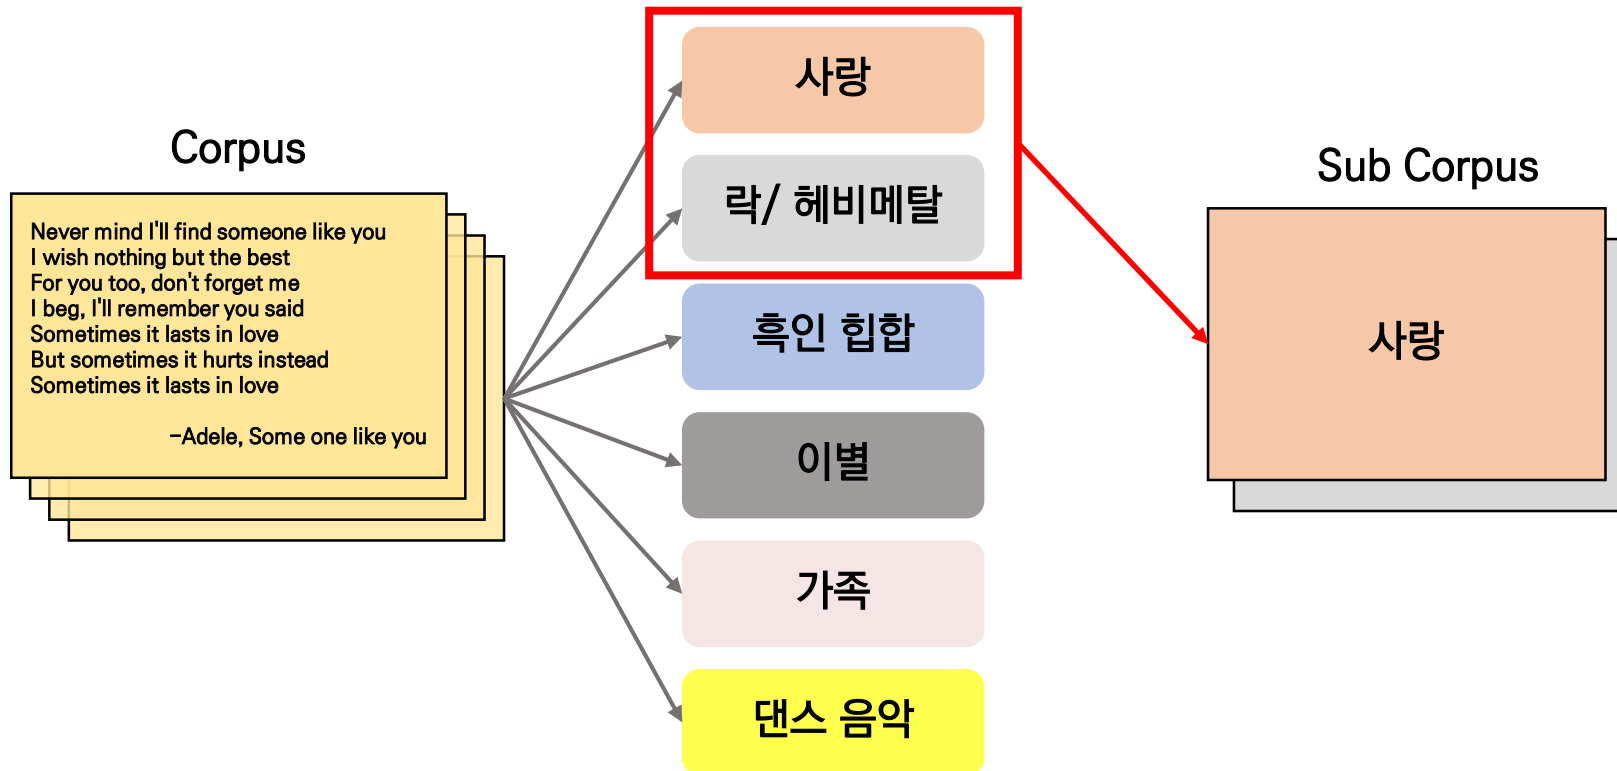 Corpus
Never mind I'll find someone like you
I wish nothing but the best
For you too, don't forget me
I beg, I'll remember you said
Sometimes it lasts in love
But sometimes it hurts instead
Sometimes it lasts in love
-Adele, Some one like you
사랑
락/ 헤비메탈
흑인 힙합
이별
가족
댄스 음악
Sub Corpus
사랑